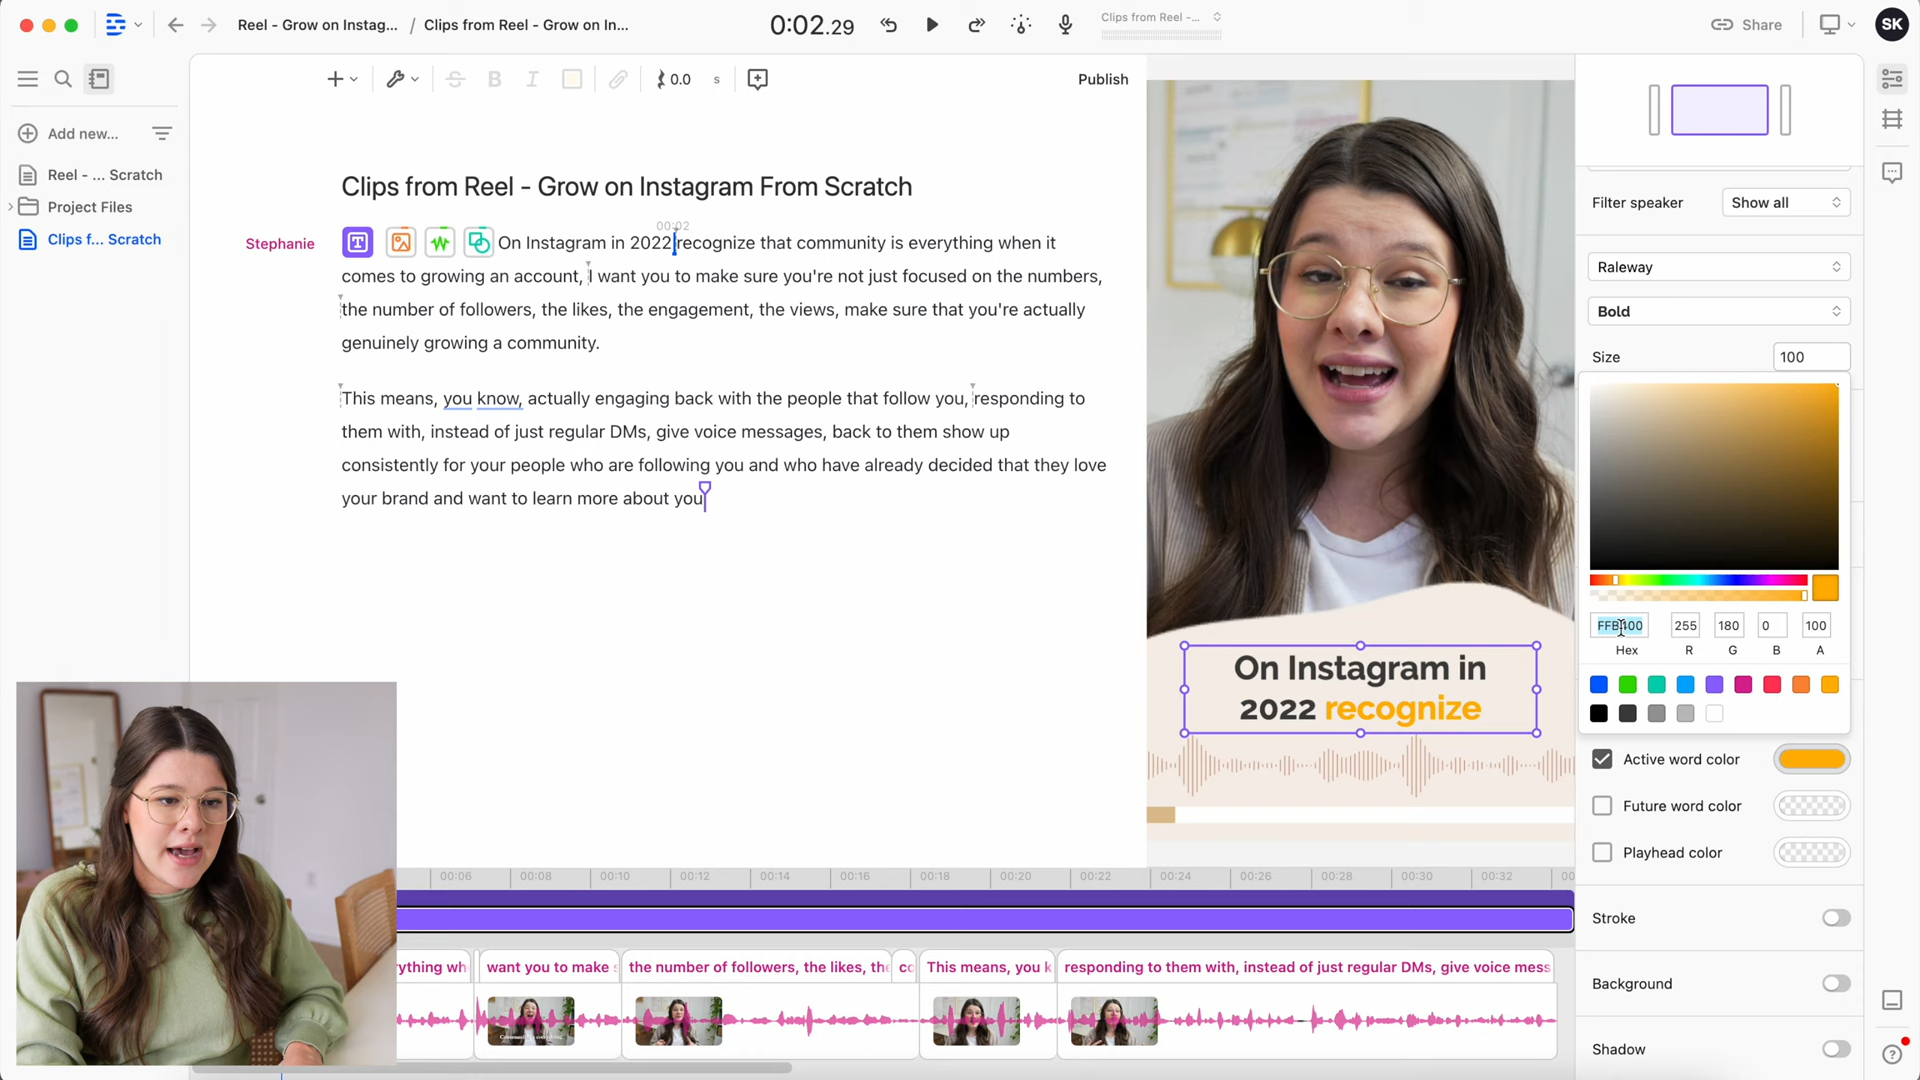 Reel - Grow on Instag... / Clips from Reel - Grow on In...
0:02.29
Clips from Reel -...
Share
SK
0.0 s
Publish
Add new...
Reel - ... Scratch
Project Files
Clips f... Scratch
Clips from Reel - Grow on Instagram From Scratch
00:02
Stephanie
On Instagram in 2022 recognize that community is everything when it
comes to growing an account, I want you to make sure you're not just focused on the numbers,
the number of followers, the likes, the engagement, the views, make sure that you're actually
genuinely growing a community.
This means, you know, actually engaging back with the people that follow you, responding to
them with, instead of just regular DMs, give voice messages, back to them show up
consistently for your people who are following you and who have already decided that they love
your brand and want to learn more about you
On Instagram in
2022 recognize
Filter speaker
Show all
Raleway
Bold
Size
100
FFB400
255
180
0
100
Hex
R
G
B
A
Active word color
Future word color
Playhead color
Stroke
Background
Shadow
00:06 00:08 00:10 00:12 00:14 00:16 00:18 00:20 00:22 00:24 00:26 00:28 00:30 00:32 00
rything wh
want you to make s
the number of followers, the likes, the
co
This means, you k
responding to them with, instead of just regular DMs, give voice mess